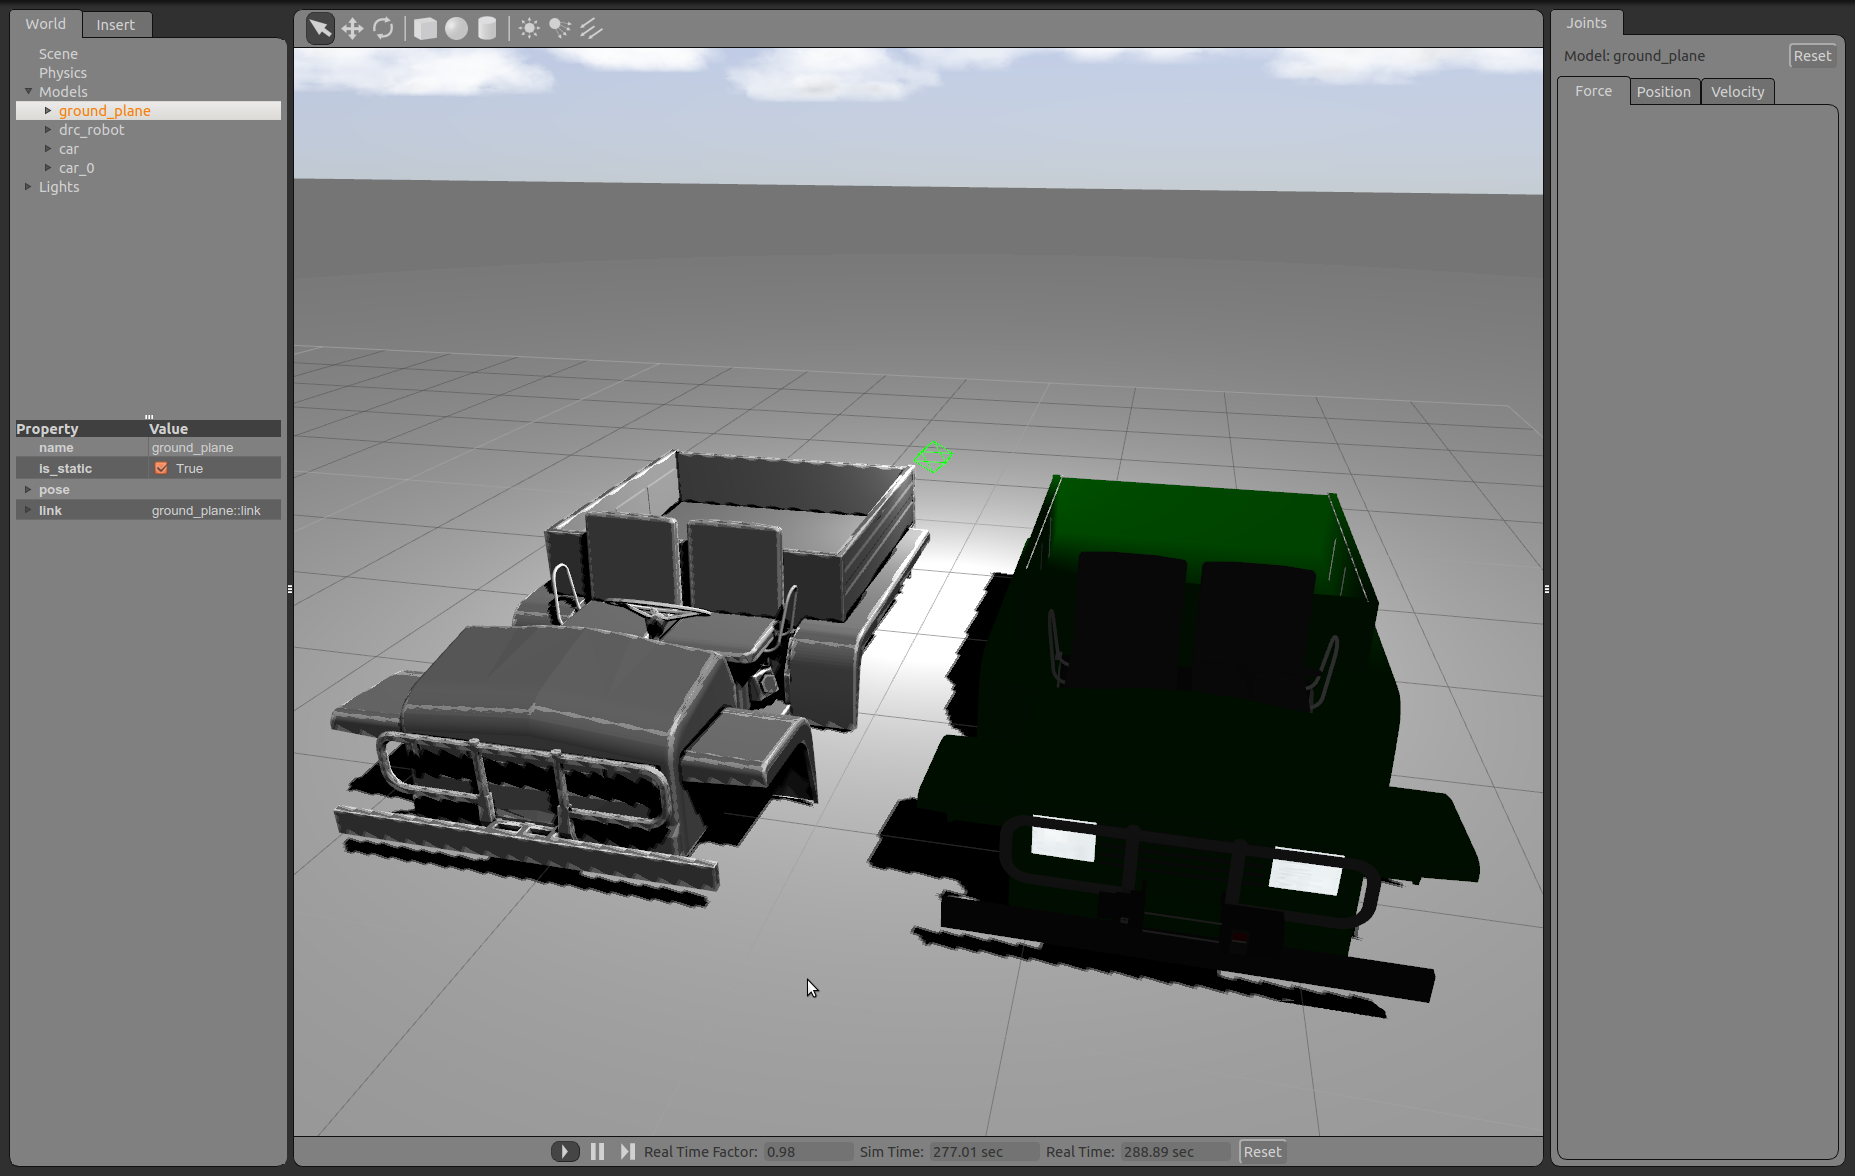 World Insert
Scene
Physics
Models
ground_plane
drc_robot
car
car_0
Lights
Property Value
name ground_plane
is_static True
pose
link ground_plane::link
Real Time Factor: 0.98 Sim Time: 277.01 sec Real Time: 288.89 sec Reset
Joints
Model: ground_plane Reset
Force Position Velocity